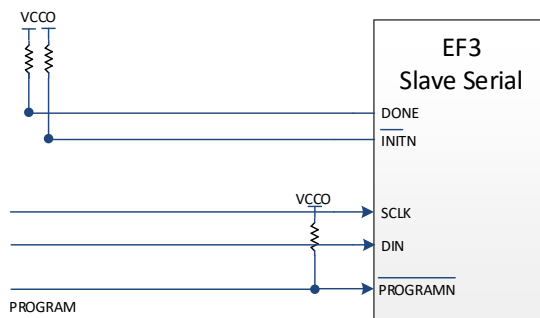 VCCO
EF3
Slave Serial
DONE
INITN
VCCO
SCLK
DIN
PROGRAMN
PROGRAM